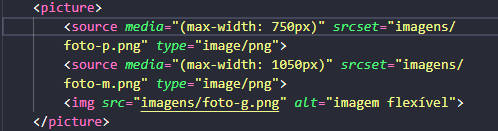 <picture>
<source media="(max-width: 750px)" srcset="imagens/
foto-p.png" type="image/png">
<source media="(max-width: 1050px)" srcset="imagens/
foto-m.png" type="image/png">
<img src="imagens/foto-g.png" alt="imagem flexível">
</picture>